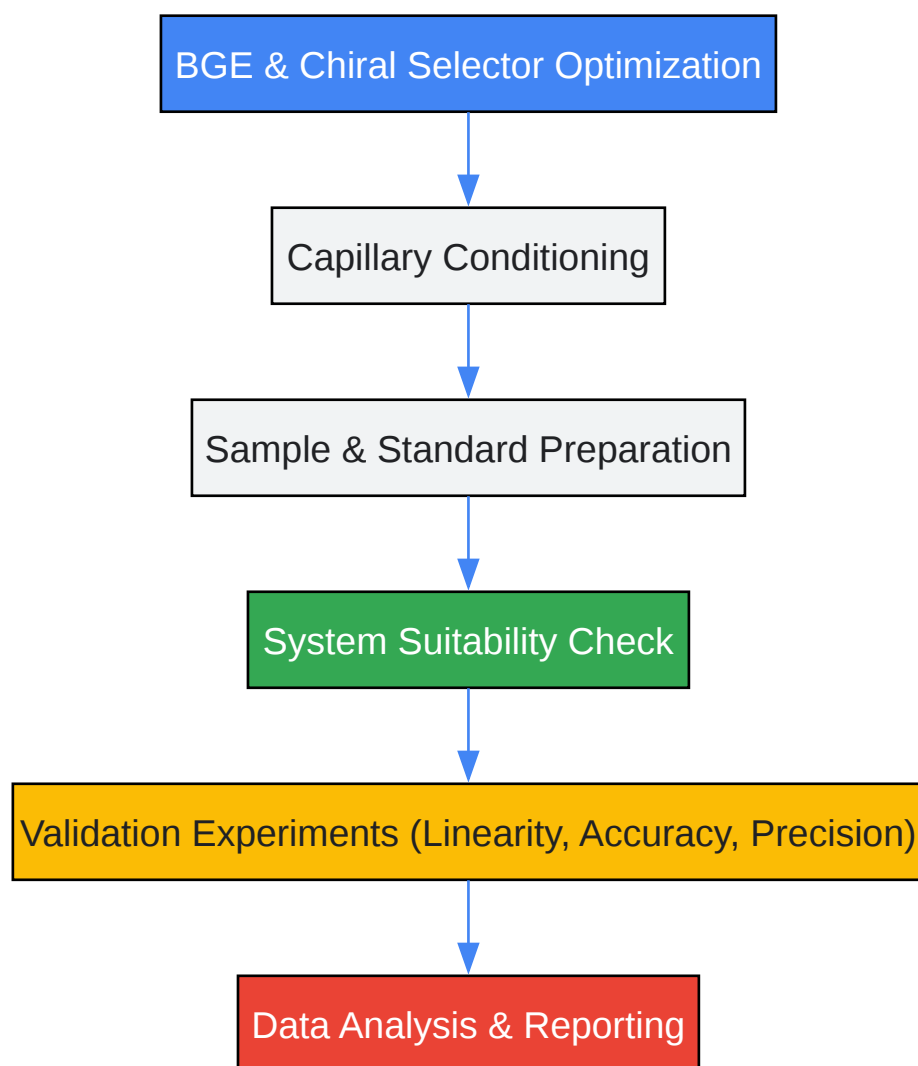 BGE & Chiral Selector Optimization
Capillary Conditioning
Sample & Standard Preparation
System Suitability Check
Validation Experiments (Linearity, Accuracy, Precision)
Data Analysis & Reporting